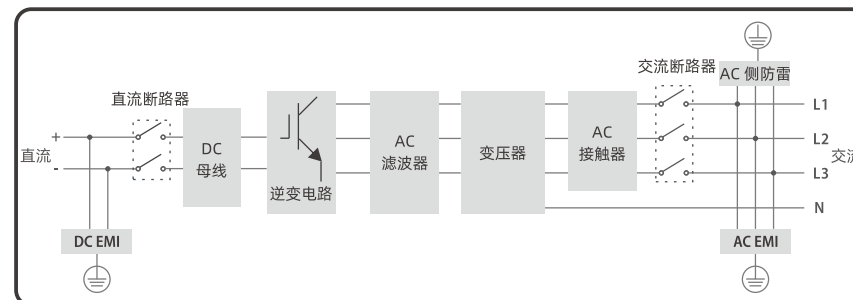 交流断路器
AC 侧防雷
直流断路器
直流
+
-
DC
母线
逆变电路
AC
滤波器
变压器
AC
接触器
L1
L2
L3
N
交流
DC EMI
AC EMI